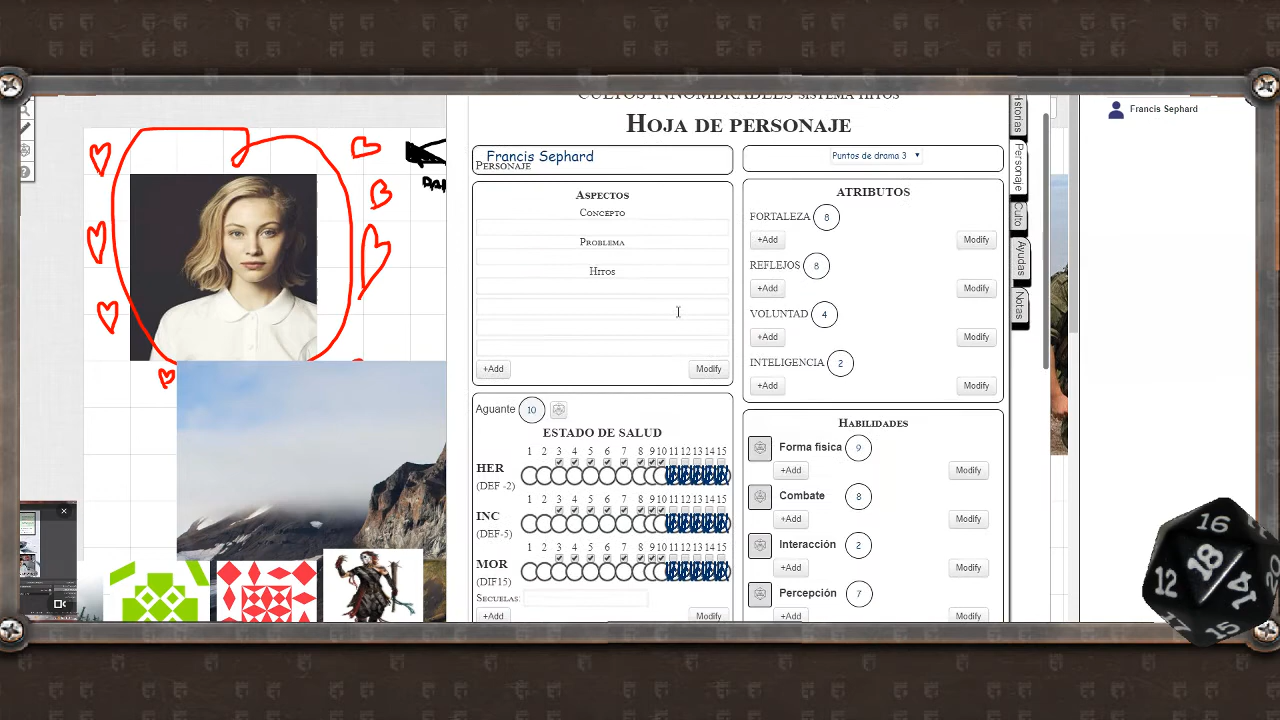 CULTOS INNOMBRABLES SISTEMA HITOS
HOJA DE PERSONAJE
Francis Sephard
PERSONAJE
Puntos de drama 3
ASPECTOS
CONCEPTO
PROBLEMA
HITOS
+Add
Modify
ATRIBUTOS
FORTALEZA 8
+Add
Modify
REFLEJOS 8
+Add
Modify
VOLUNTAD 4
+Add
Modify
INTELIGENCIA 2
+Add
Modify
Aguante 10
ESTADO DE SALUD
1 2 3 4 5 6 7 8 9 10 11 12 13 14 15
HER
(DEF -2)
1 2 3 4 5 6 7 8 9 10 11 12 13 14 15
INC
(DEF-5)
1 2 3 4 5 6 7 8 9 10 11 12 13 14 15
MOR
(DIF15)
SECUELAS:
+Add
Modify
HABILIDADES
Forma física 9
+Add
Modify
Combate 8
+Add
Modify
Interacción 2
+Add
Modify
Percepción 7
+Add
Modify
Historias
Personaje
Culto
Ayudas
Notas
Francis Sephard
16
18
12
14
20
17
15